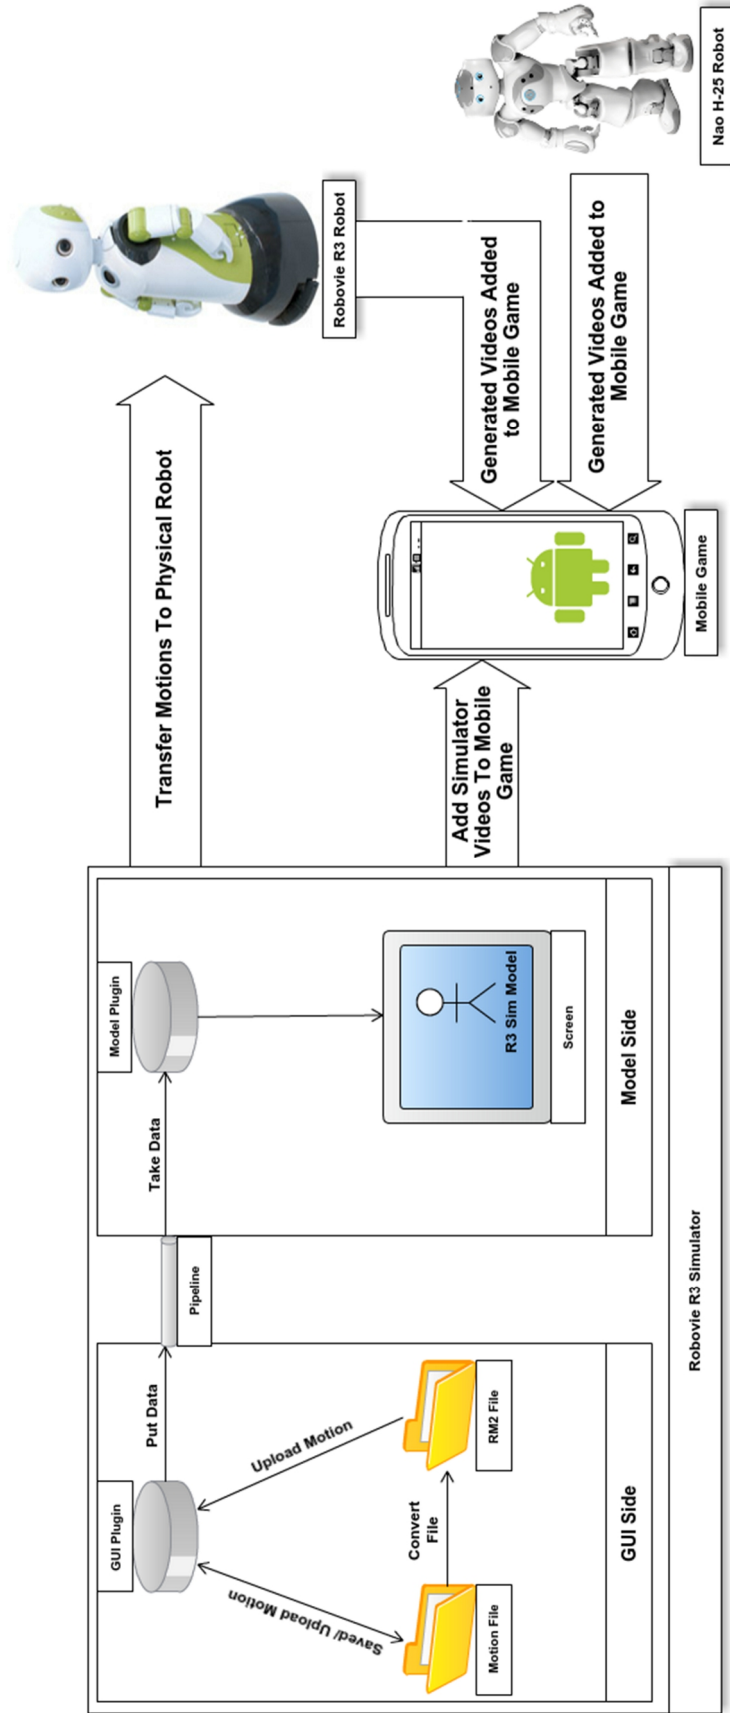 GUI Plugin
Put Data
Saved/ Upload Motion
Upload Motion
Convert
File
Motion File
RM2 File
GUI Side
Pipeline
Take Data
Model Plugin
R3 Sim Model
Screen
Model Side
Robovie R3 Simulator
Transfer Motions To Physical Robot
Add Simulator
Videos To Mobile
Game
Mobile Game
Robovie R3 Robot
Generated Videos Added
to Mobile Game
Generated Videos Added to
Mobile Game
Nao H-25 Robot